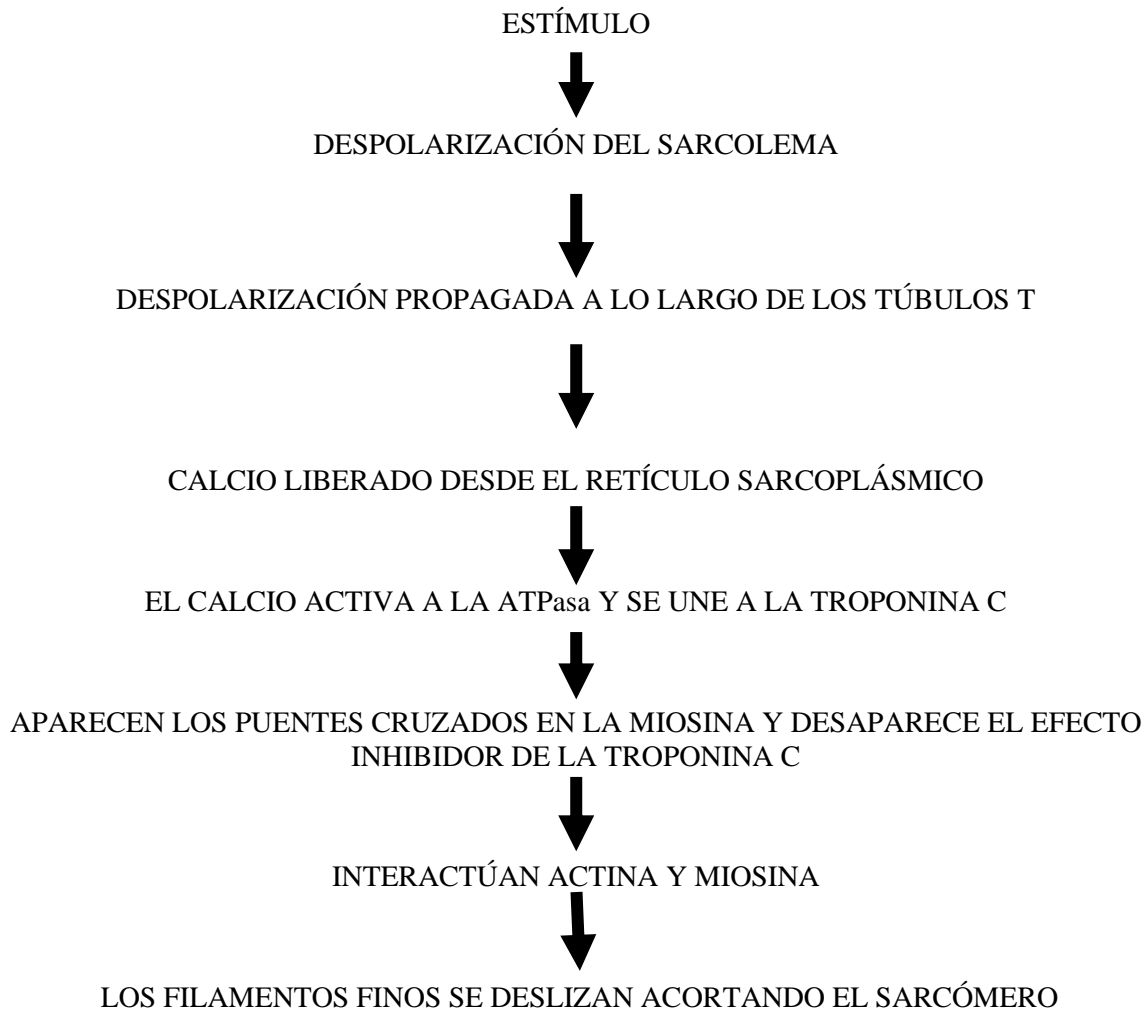 ESTÍMULO
DESPOLARIZACIÓN DEL SARCOLEMA
DESPOLARIZACIÓN PROPAGADA A LO LARGO DE LOS TÚBULOS T
CALCIO LIBERADO DESDE EL RETÍCULO SARCOPLÁSMICO
EL CALCIO ACTIVA A LA ATPasa Y SE UNE A LA TROPONINA C
APARECEN LOS PUENTES CRUZADOS EN LA MIOSINA Y DESAPARECE EL EFECTO
INHIBIDOR DE LA TROPONINA C
INTERACTÚAN ACTINA Y MIOSINA
LOS FILAMENTOS FINOS SE DESLIZAN ACORTANDO EL SARCÓMERO